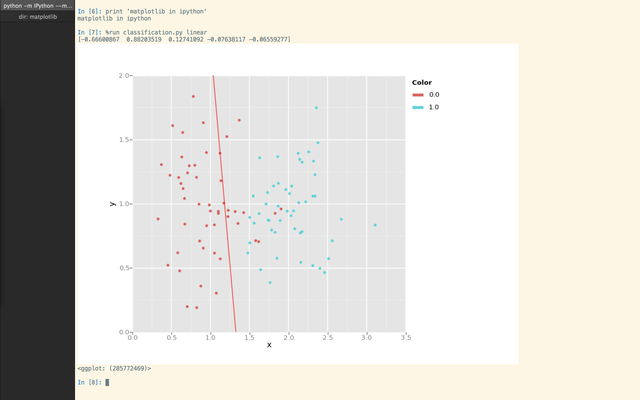 python -m IPython --m...
dir: matplotlib
In [6]: print 'matplotlib in ipython'
matplotlib in ipython
In [7]: %run classification.py linear
[-0.66600867 0.88203519 0.12741092 -0.07638117 -0.06559277]
Color
0.0
1.0
2.0
1.5
1.0
0.5
0.0
y
0.0 0.5 1.0 1.5 2.0 2.5 3.0 3.5
x
<ggplot: (285772469)>
In [8]: